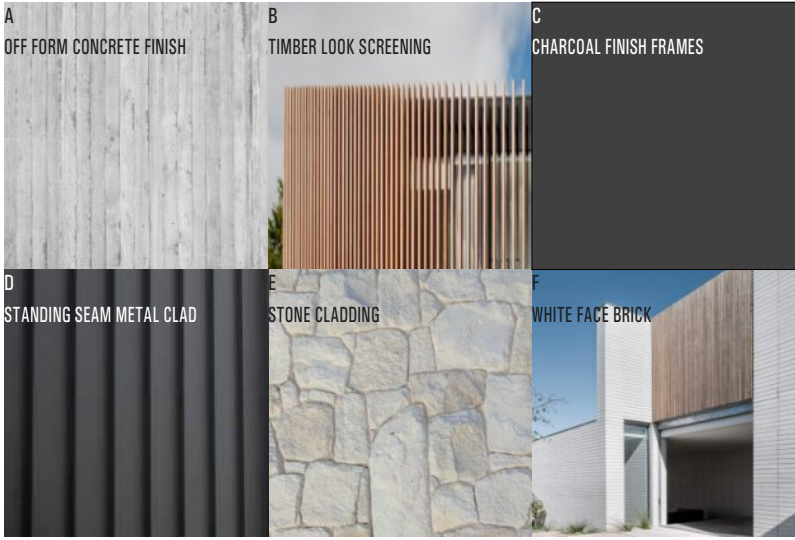 A
OFF FORM CONCRETE FINISH
B
TIMBER LOOK SCREENING
C
CHARCOAL FINISH FRAMES
D
STANDING SEAM METAL CLAD
E
STONE CLADDING
F
WHITE FACE BRICK